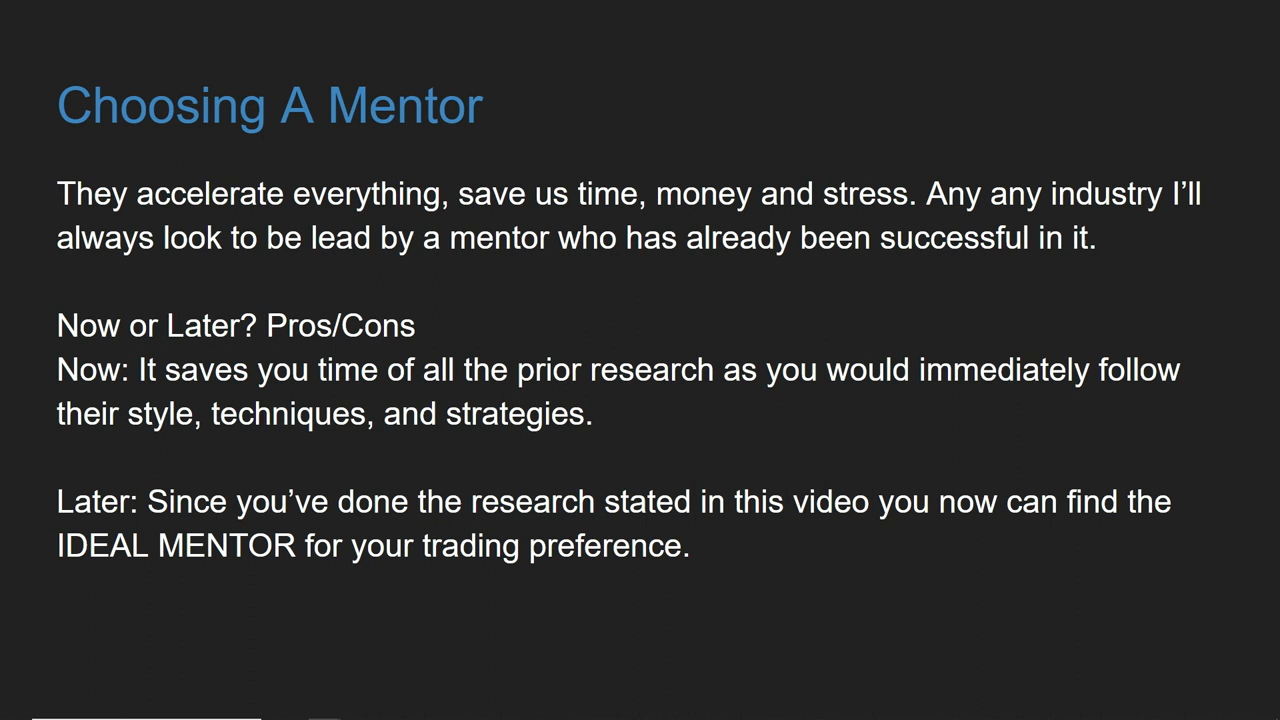 Choosing A Mentor
They accelerate everything, save us time, money and stress. Any any industry I’ll
always look to be lead by a mentor who has already been successful in it.
Now or Later? Pros/Cons
Now: It saves you time of all the prior research as you would immediately follow
their style, techniques, and strategies.
Later: Since you’ve done the research stated in this video you now can find the
IDEAL MENTOR for your trading preference.